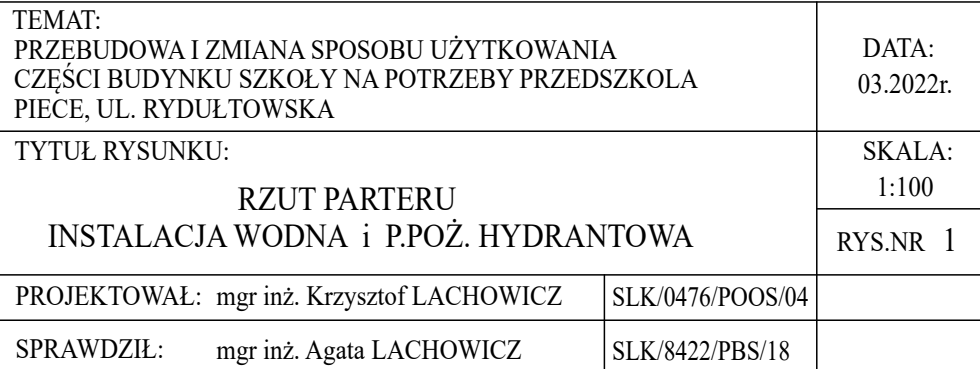 TEMAT:
PRZEBUDOWA I ZMIANA SPOSOBU UŻYTKOWANIA
CZĘŚCI BUDYNKU SZKOŁY NA POTRZEBY PRZEDSZKOLA
PIECE, UL. RYDUŁTOWSKA
DATA:
03.2022r.
TYTUŁ RYSUNKU:
RZUT PARTERU
INSTALACJA WODNA i P.POŻ. HYDRANTOWA
SKALA:
1:100
RYS.NR 1
PROJEKTOWAŁ: mgr inż. Krzysztof LACHOWICZ SLK/0476/POOS/04
SPRAWDZIŁ: mgr inż. Agata LACHOWICZ SLK/8422/PBS/18